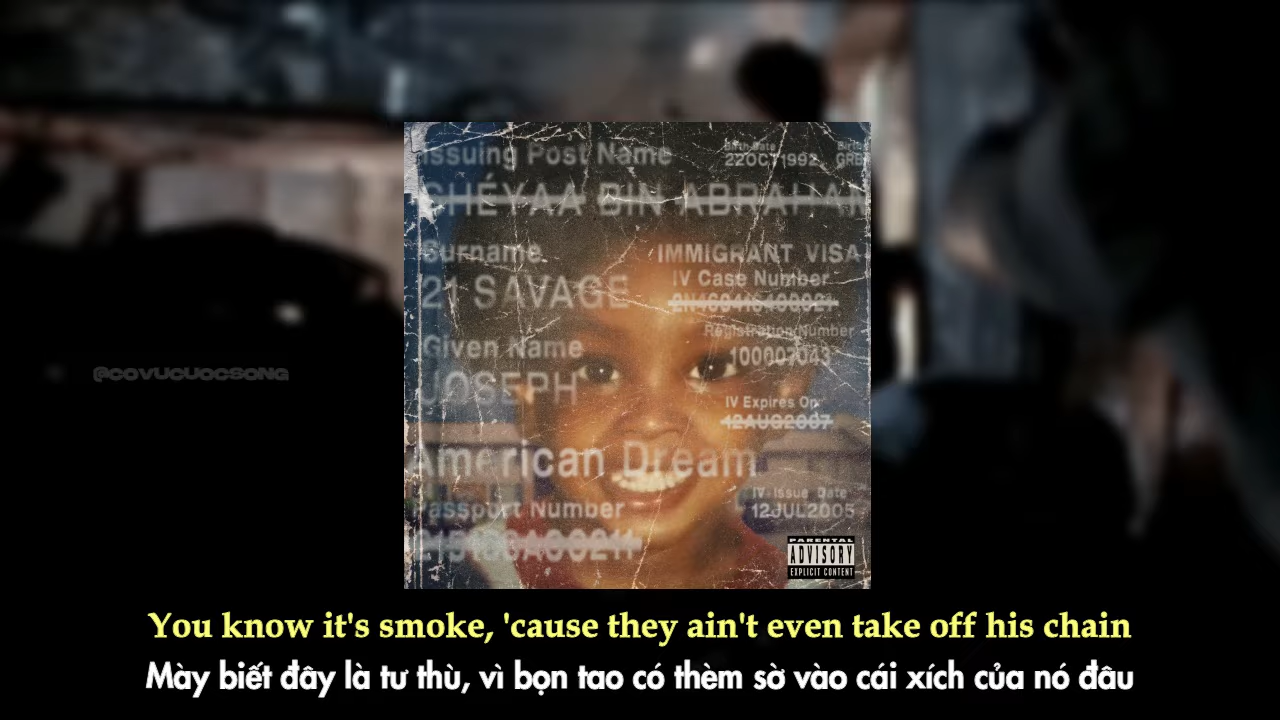 Issuing Post Name
Birth Date
22OCT1992
GRE
SHÉYAA BIN ABRAHAM
Surname
IMMIGRANT VISA
21 SAVAGE
IV Case Number
Registration Number
100007043
Given Name
JOSEPH
IV Expires On
12AUG2007
American Dream
IV Issue Date
12JUL2005
Passport Number
PARENTAL
ADVISORY
EXPLICIT CONTENT
@COVUCUOCSONG
You know it's smoke, 'cause they ain't even take off his chain
Mày biết đây là tư thù, vì bọn tao có thèm sờ vào cái xích của nó đâu